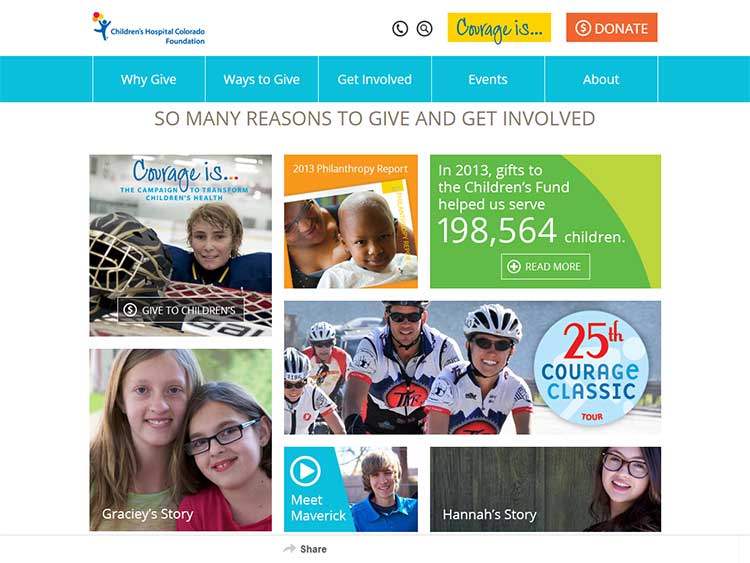 Children's Hospital Colorado
Foundation
Courage is...
DONATE
Why Give
Ways to Give
Get Involved
Events
About
SO MANY REASONS TO GIVE AND GET INVOLVED
Courage is...
THE CAMPAIGN TO TRANSFORM
CHILDREN'S HEALTH
GIVE TO CHILDREN'S
2013 Philanthropy Report
PHILANTHROPY REPORT
In 2013, gifts to
the Children's Fund
helped us serve
198,564 children.
READ MORE
25th
COURAGE
CLASSIC
TOUR
Graciey's Story
Meet
Maverick
Hannah's Story
Share